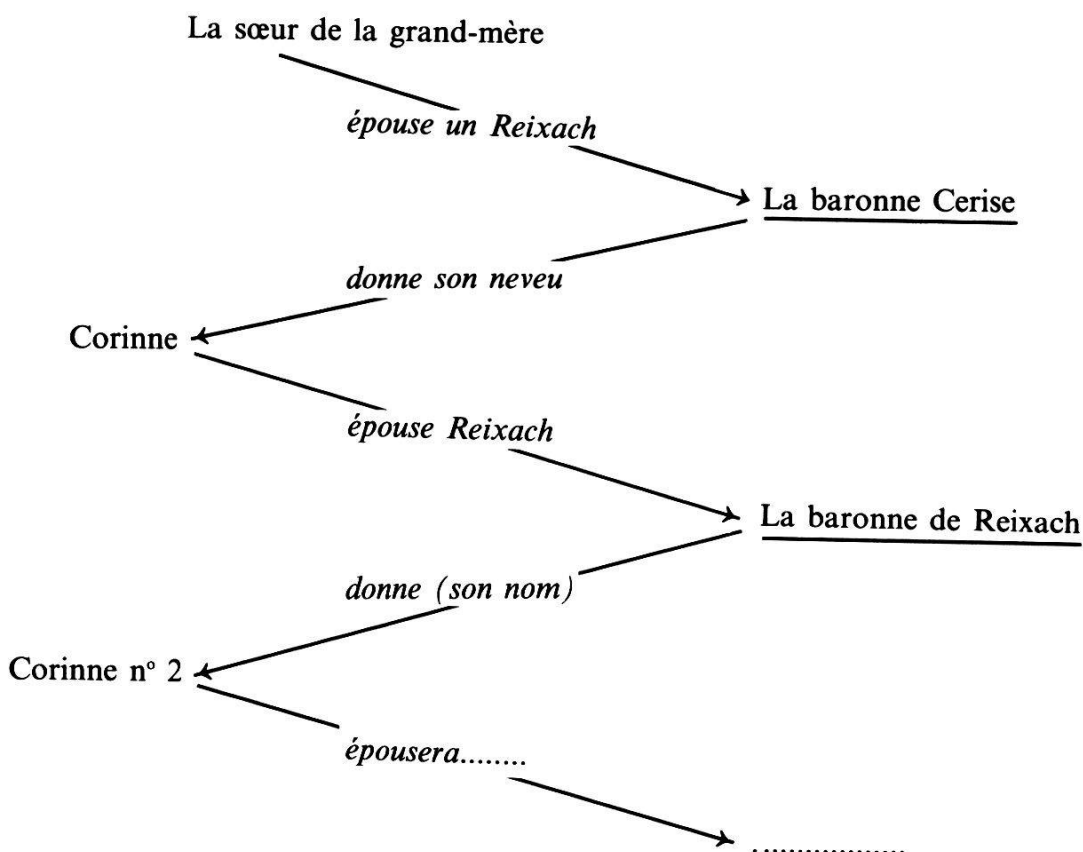 La sœur de la grand-mère
épouse un Reixach
La baronne Cerise
donne son neveu
Corinne
épouse Reixach
La baronne de Reixach
donne (son nom)
Corinne n° 2
épousera........
..................